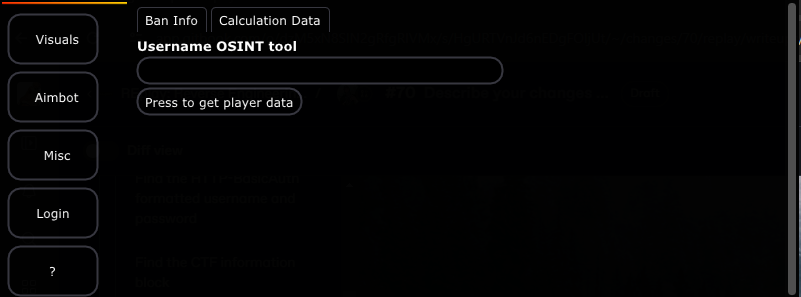 Ban Info
Calculation Data
Visuals
Username OSINT tool
Aimbot
Press to get player data
Misc
Login
?